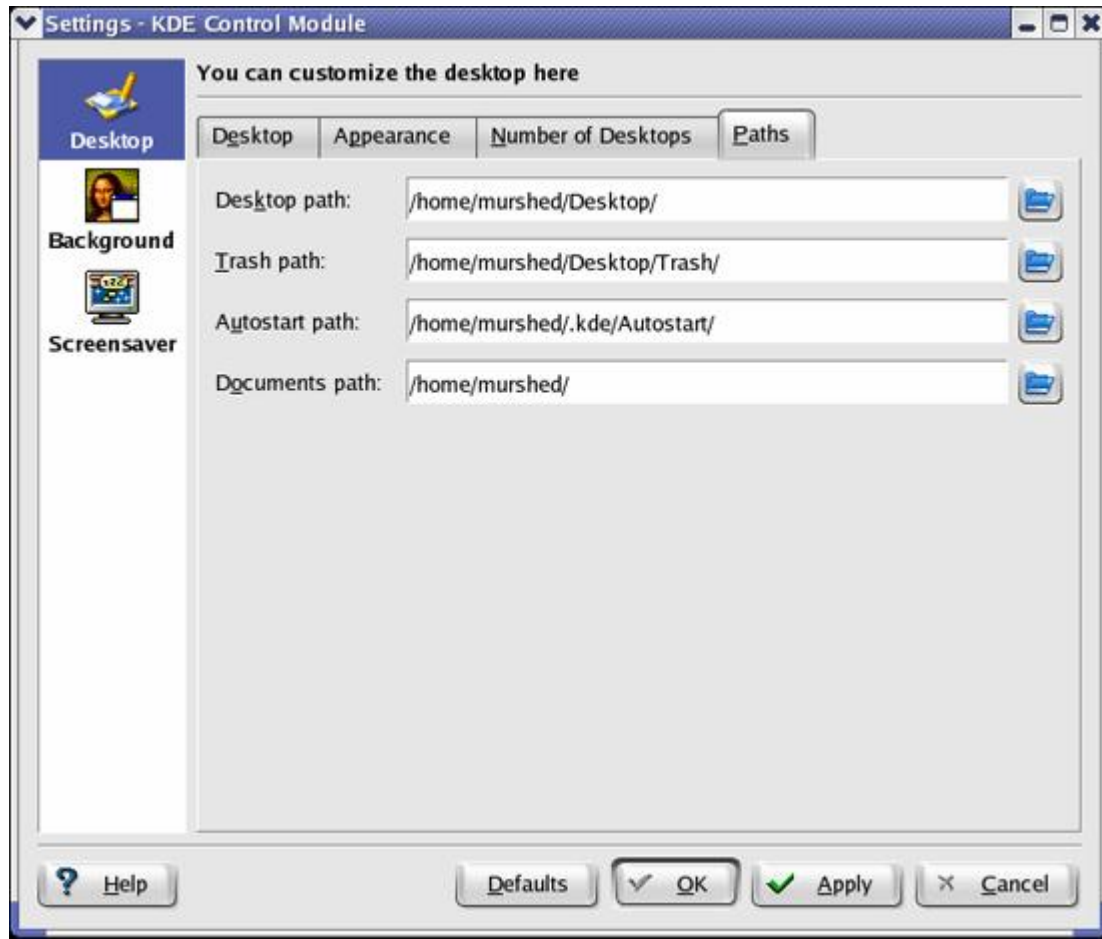 Settings - KDE Control Module
Desktop
Background
Screensaver
You can customize the desktop here
Desktop Appearance Number of Desktops Paths
Desktop path: /home/murshed/Desktop/
Trash path: /home/murshed/Desktop/Trash/
Autostart path: /home/murshed/.kde/Autostart/
Documents path: /home/murshed/
? Help Defaults OK Apply Cancel